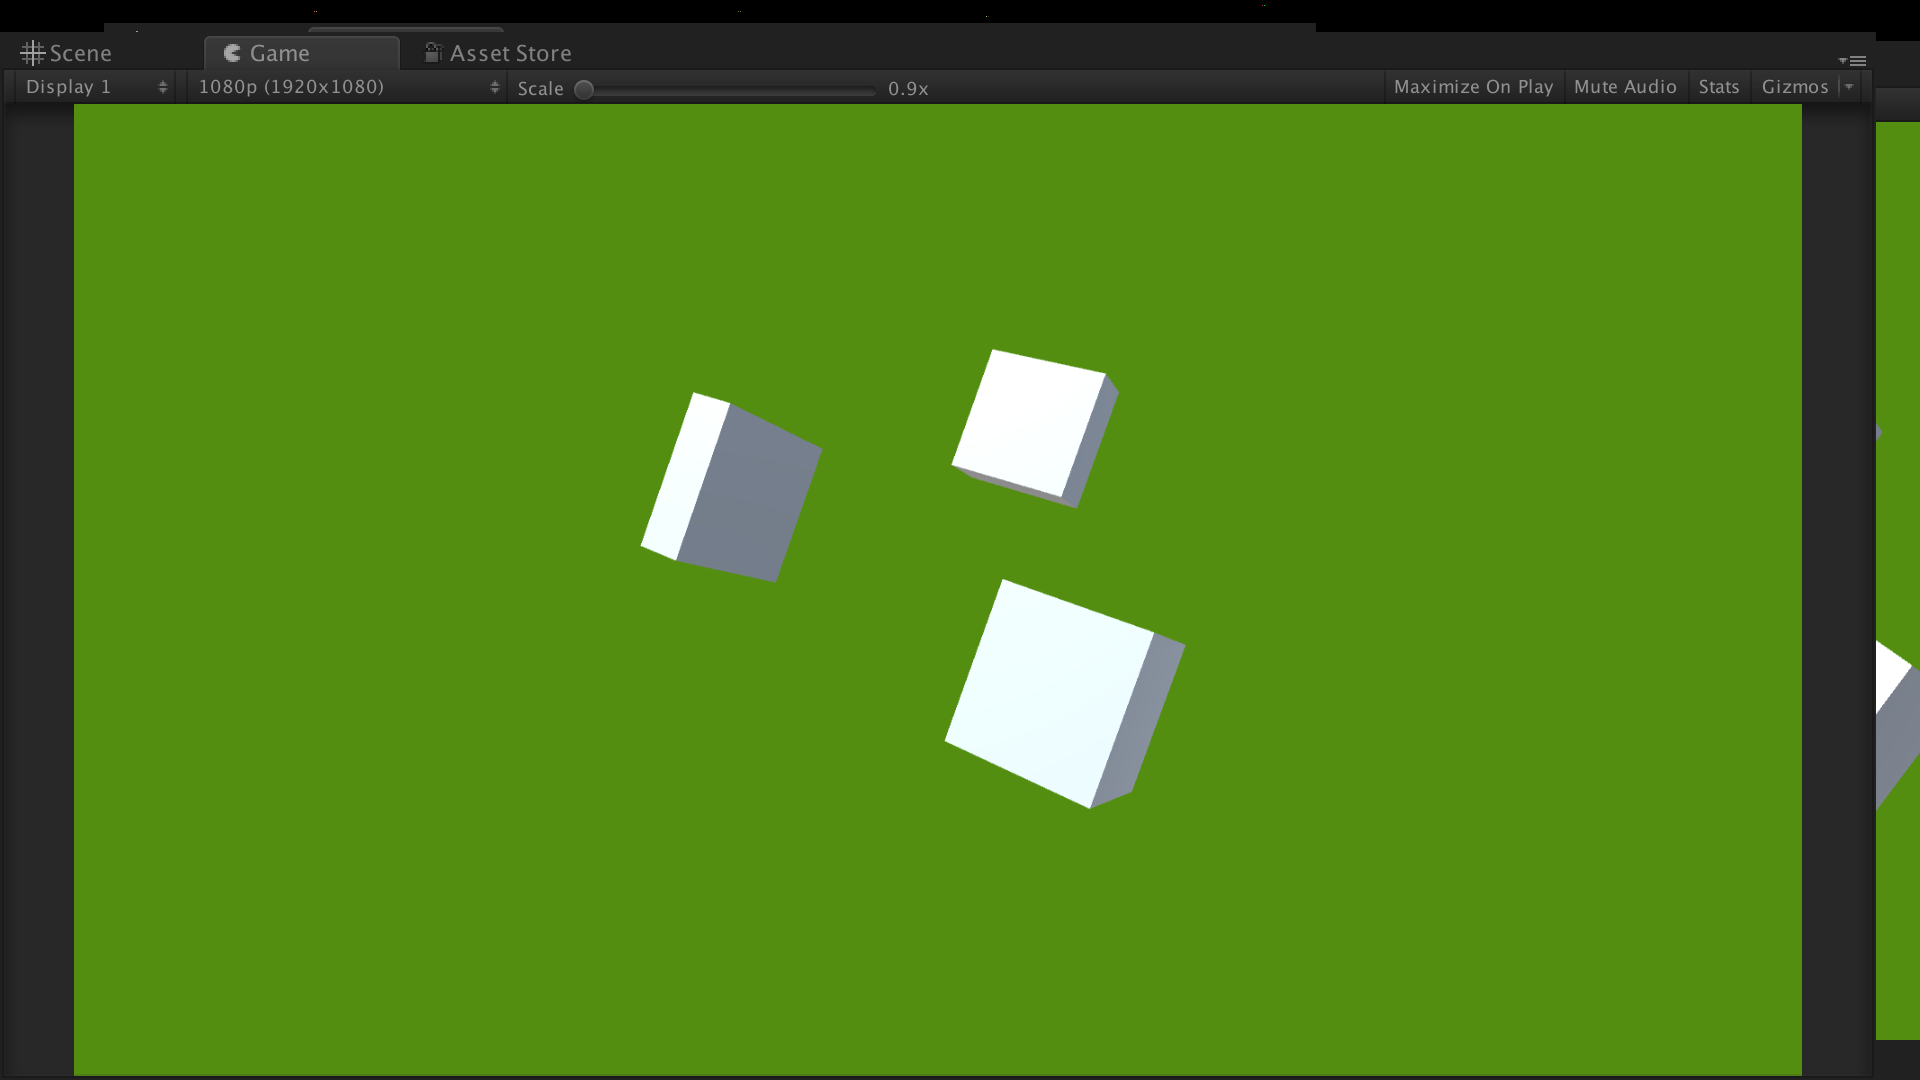 Scene Game Asset Store
Display 1 1080p (1920x1080) Scale 0.9x Maximize On Play Mute Audio Stats Gizmos